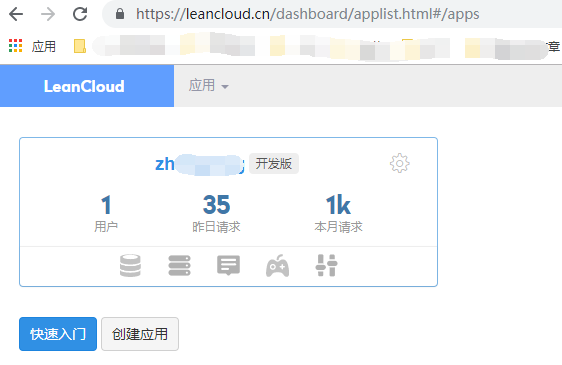 https://leancloud.cn/dashboard/applist.html#/apps
应用
章
LeanCloud 应用
zh 开发版
1 35 1k
用户 昨日请求 本月请求
快速入门 创建应用